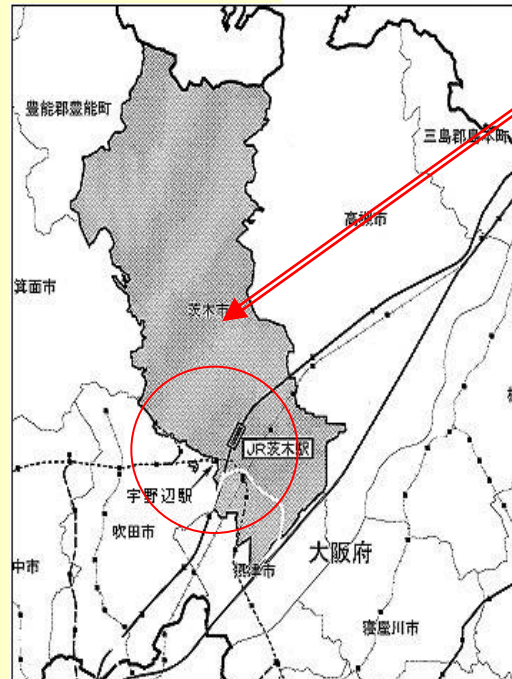 豊能郡豊能町
三島郡島本町
高槻市
箕面市
茨木市
JR茨木駅
宇野辺駅
吹田市
中市
摂津市
大阪府
寝屋川市